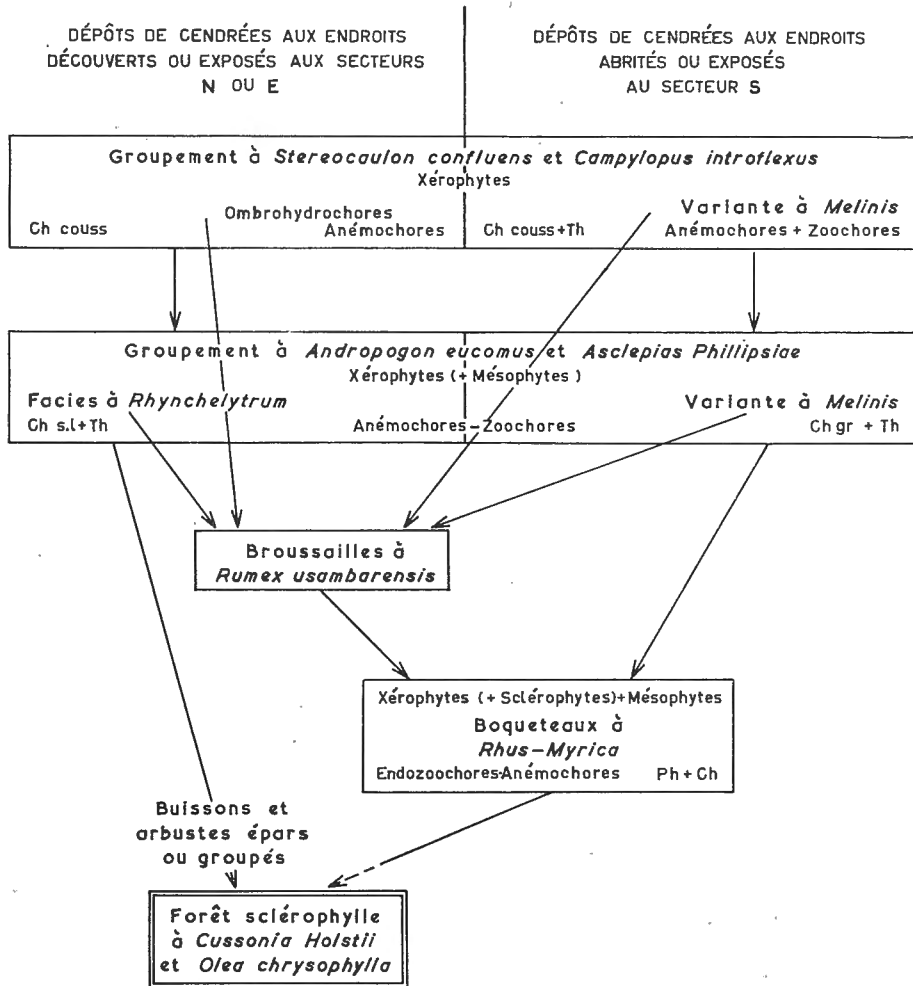 DÉPÔTS DE CENDRÉES AUX ENDROITS
DÉCOUVERTS OU EXPOSÉS AUX SECTEURS
N OU E
DÉPÔTS DE CENDRÉES AUX ENDROITS
ABRITÉS OU EXPOSÉS
AU SECTEUR S
Groupement à Stereocaulon confluens et Campylopus introflexus
Xérophytes
Ombrohydrochores
Variante à Melinis
Ch couss
Anémochores
Ch couss+Th
Anémochores + Zoochores
Groupement à Andropogon eucomus et Asclepias Phillipsiae
Xérophytes (+ Mésophytes)
Facies à Rhynchelytrum
Variante à Melinis
Ch s.l+Th
Anémochores-Zoochores
Ch gr + Th
Broussailles à
Rumex usambarensis
Xérophytes (+ Sclérophytes)+Mésophytes
Boqueteaux à
Rhus-Myrica
Endozoochores-Anémochores
Ph + Ch
Buissons et
arbustes épars
ou groupés
Forêt sclérophylle
à Cussonia Holstii
et Olea chrysophylla